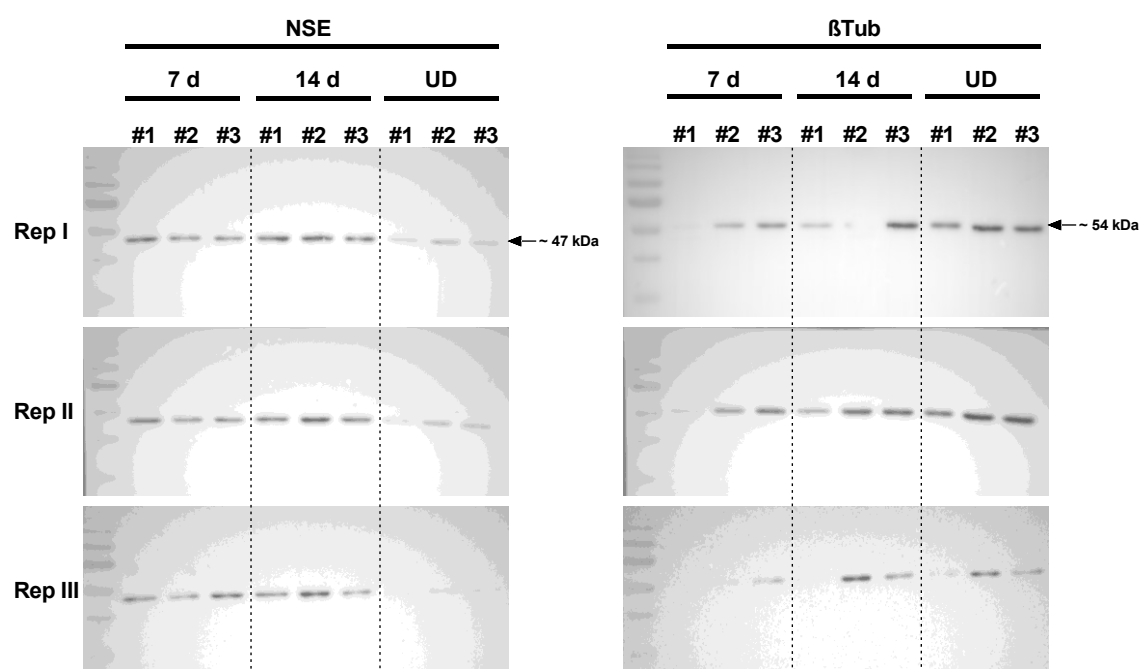 NSE
ßTub
7 d 14 d UD
7 d 14 d UD
#1 #2 #3 #1 #2 #3 #1 #2 #3
#1 #2 #3 #1 #2 #3 #1 #2 #3
Rep I
~ 47 kDa
~ 54 kDa
Rep II
Rep III